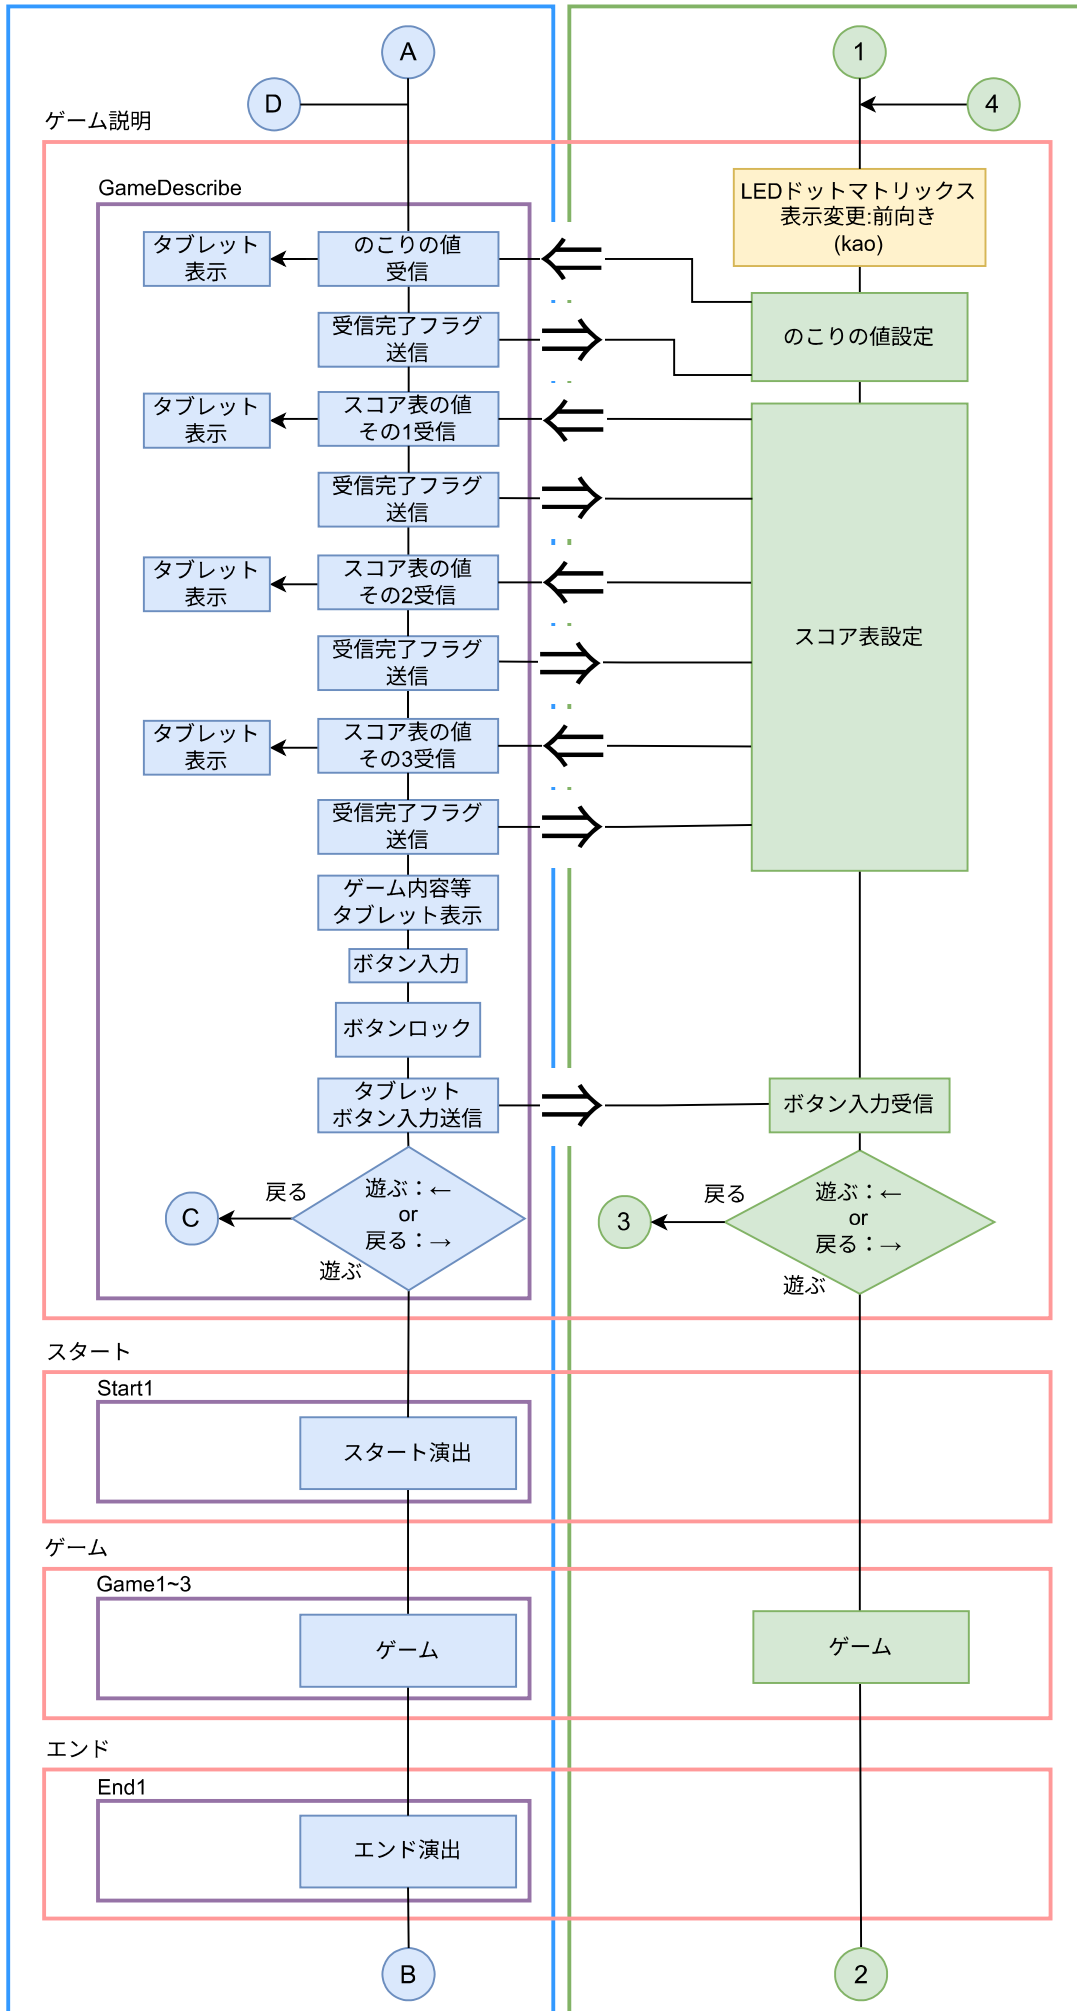 A
1
D
4
ゲーム説明
GameDescribe
LEDドットマトリックス
表示変更:前向き
(kao)
タブレット
表示
のこりの値
受信
のこりの値設定
受信完了フラグ
送信
タブレット
表示
スコア表の値
その1受信
受信完了フラグ
送信
タブレット
表示
スコア表の値
その2受信
スコア表設定
受信完了フラグ
送信
タブレット
表示
スコア表の値
その3受信
受信完了フラグ
送信
ゲーム内容等
タブレット表示
ボタン入力
ボタンロック
タブレット
ボタン入力送信
ボタン入力受信
戻る
C
遊ぶ：←
or
戻る：→
遊ぶ
戻る
3
遊ぶ：←
or
戻る：→
遊ぶ
スタート
Start1
スタート演出
ゲーム
Game1~3
ゲーム
ゲーム
エンド
End1
エンド演出
B
2